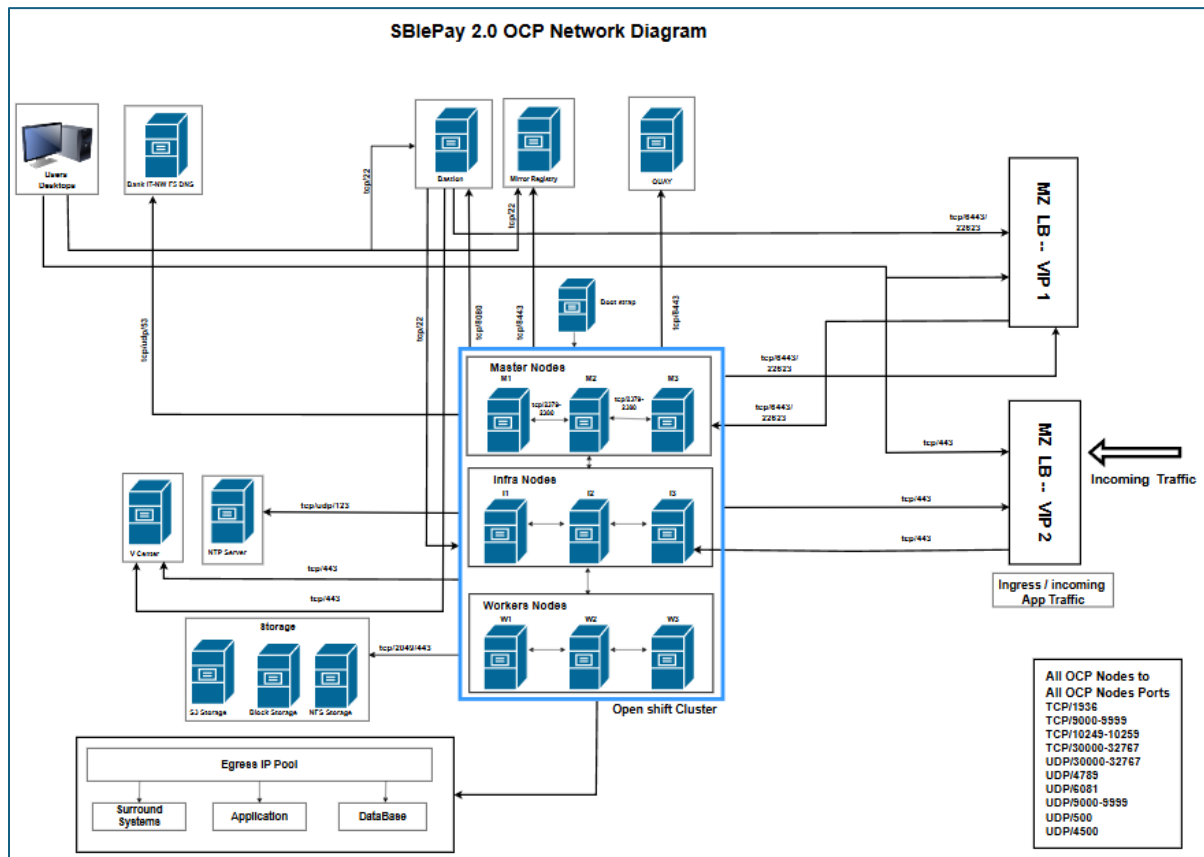 SBIePay 2.0 OCP Network Diagram
Users
Desktops
Bank IT-NW F5 DNS
Bastion
Mirror Registry
QUAY
tcp/22
tcp/22
tcp/6443/
22623
MZ LB -- VIP 1
Boot strap
tcp/udp/53
tcp/22
tcp/8080
tcp/8443
tcp/8443
Master Nodes
M1
M2
M3
tcp/2379-
2380
tcp/2379-
2380
tcp/6443/
22623
tcp/6443/
22623
tcp/443
MZ LB -- VIP 2
Incoming Traffic
Infra Nodes
I1
I2
I3
tcp/443
tcp/443
V Center
NTP Server
tcp/udp/123
tcp/443
tcp/443
Ingress / incoming
App Traffic
Workers Nodes
W1
W2
W3
Storage
tcp/2049/443
S3 Storage
Block Storage
NFS Storage
Open shift Cluster
Egress IP Pool
Surround
Systems
Application
DataBase
All OCP Nodes to
All OCP Nodes Ports
TCP/1936
TCP/9000-9999
TCP/10249-10259
TCP/30000-32767
UDP/30000-32767
UDP/4789
UDP/6081
UDP/9000-9999
UDP/500
UDP/4500